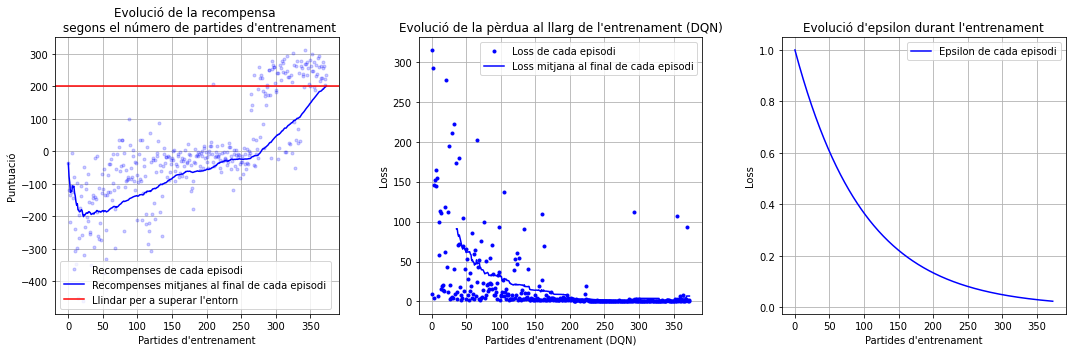 Evolució de la recompensa
segons el número de partides d'entrenament
Puntuació
300
200
100
0
−100
−200
−300
−400
Recompenses de cada episodi
Recompenses mitjanes al final de cada episodi
Llindar per a superar l'entorn
0 50 100 150 200 250 300 350
Partides d'entrenament
Evolució de la pèrdua al llarg de l'entrenament (DQN)
Loss
300
250
200
150
100
50
0
Loss de cada episodi
Loss mitjana al final de cada episodi
0 50 100 150 200 250 300 350
Partides d'entrenament (DQN)
Evolució d'epsilon durant l'entrenament
Loss
1.0
0.8
0.6
0.4
0.2
0.0
Epsilon de cada episodi
0 50 100 150 200 250 300 350
Partides d'entrenament